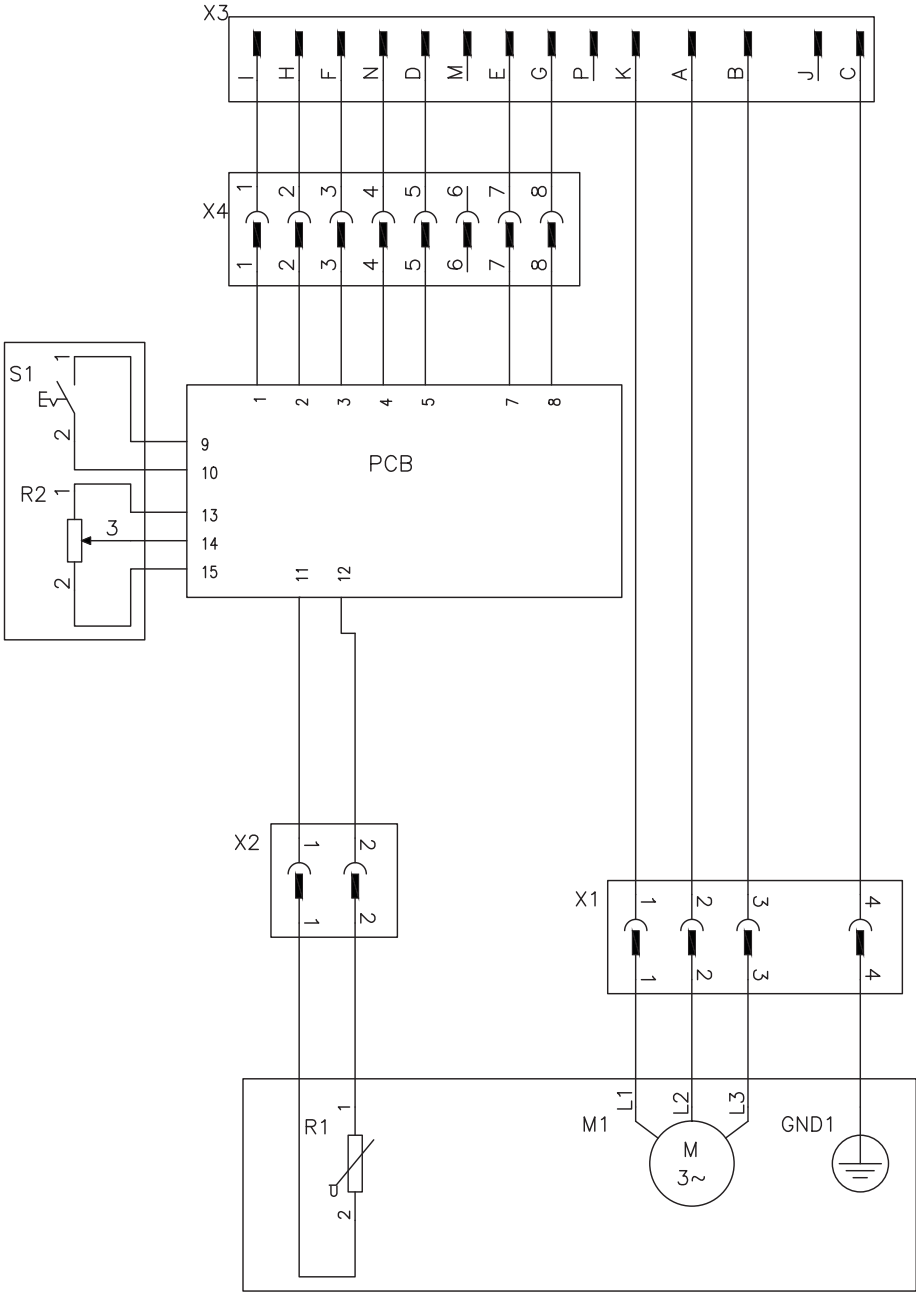 X3
I H F N D M E G P K A B J C
1 2 3 4 5 6 7 8
X4
1 2 3 4 5 6 7 8
S1
1
2
1 2 3 4 5 7 8
9
10
PCB
R2
1
3
2
13
14
15
11 12
X2
1 2
1 2
X1
1 2 3 4
1 2 3 4
R1
1
2
M1
L1 L2 L3
M
3~
GND1